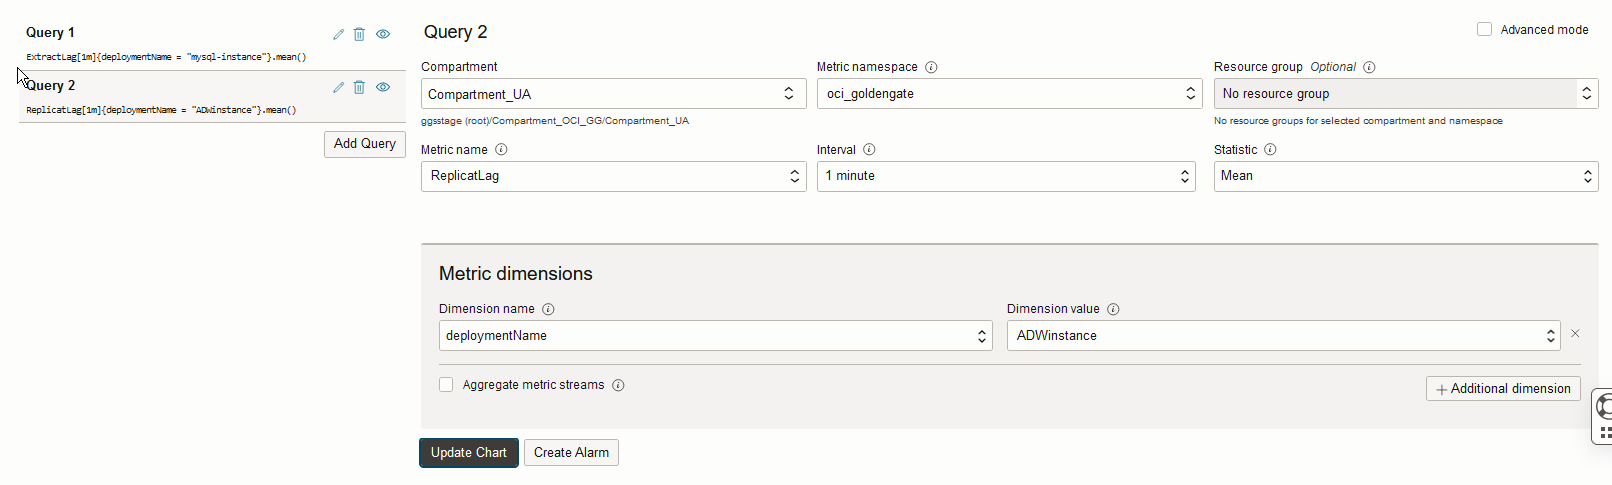 Query 1
ExtractLag[1m]{deploymentName = "mysql-instance"}.mean()
Query 2
ReplicatLag[1m]{deploymentName = "ADWinstance"}.mean()
Add Query
Query 2
Advanced mode
Compartment
Compartment_UA
ggsstage (root)/Compartment_OCI_GG/Compartment_UA
Metric namespace
oci_goldengate
Resource group Optional
No resource group
No resource groups for selected compartment and namespace
Metric name
ReplicatLag
Interval
1 minute
Statistic
Mean
Metric dimensions
Dimension name
deploymentName
Dimension value
ADWinstance
Aggregate metric streams
+ Additional dimension
Update Chart
Create Alarm